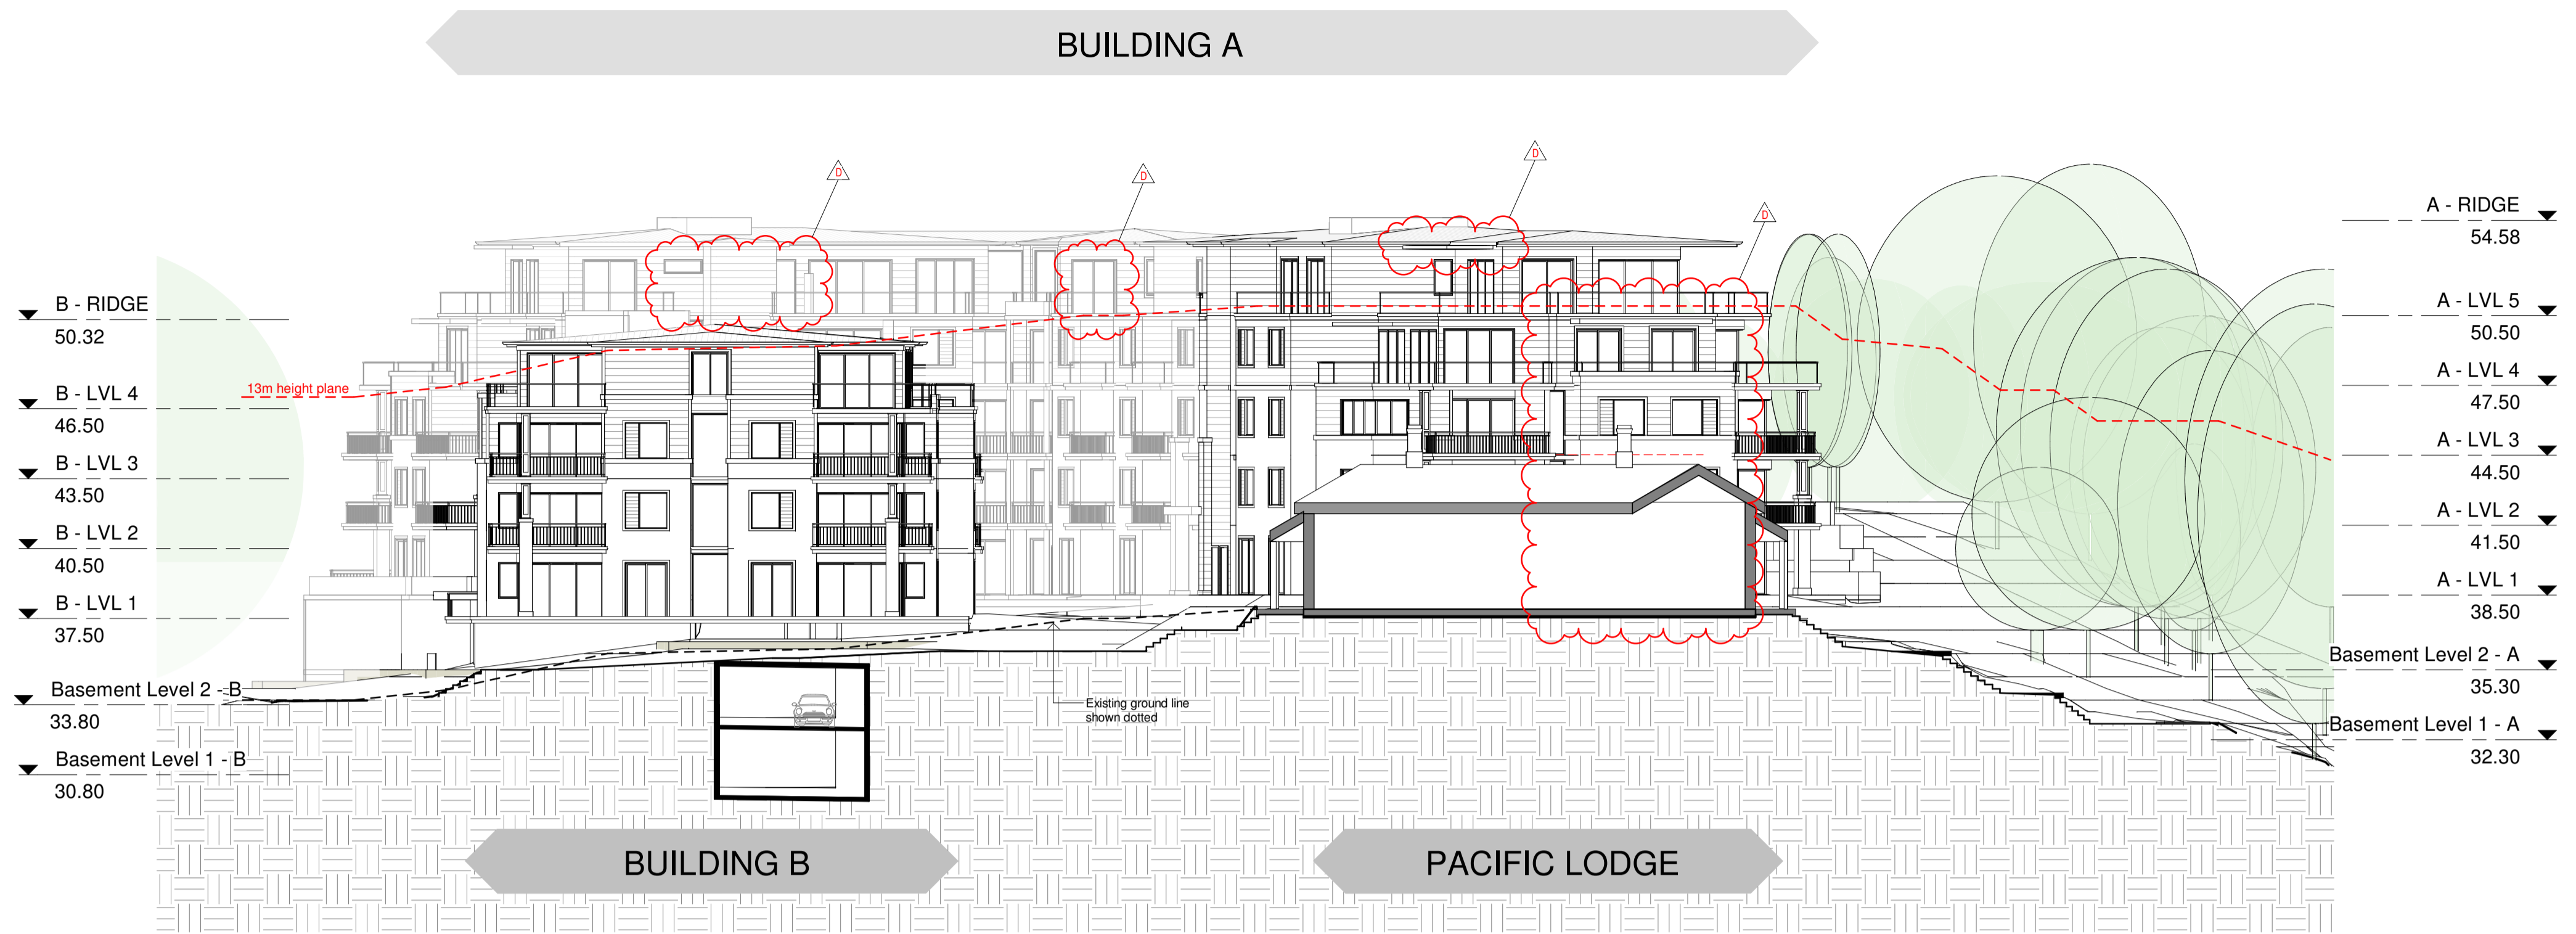 BUILDING A
D
D
D
D
B - RIDGE
50.32
13m height plane
B - LVL 4
46.50
B - LVL 3
43.50
B - LVL 2
40.50
B - LVL 1
37.50
Basement Level 2 - B
33.80
Basement Level 1 - B
30.80
A - RIDGE
54.58
A - LVL 5
50.50
A - LVL 4
47.50
A - LVL 3
44.50
A - LVL 2
41.50
A - LVL 1
38.50
Basement Level 2 - A
35.30
Basement Level 1 - A
32.30
Existing ground line
shown dotted
BUILDING B
PACIFIC LODGE